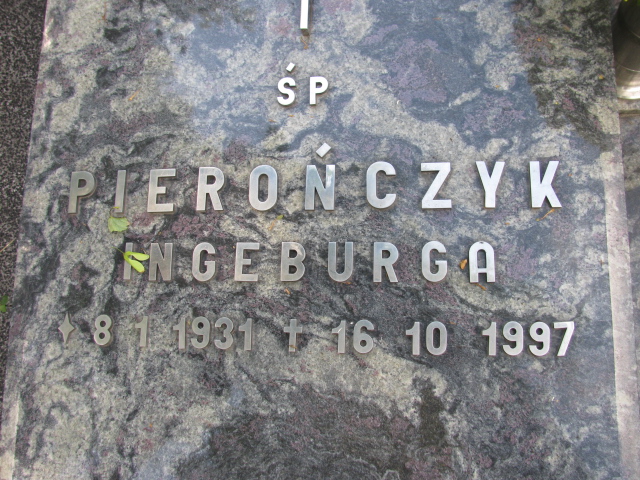 ŚP
PIEROŃCZYK
INGEBURGA
✦ 8 1 1931 † 16 10 1997